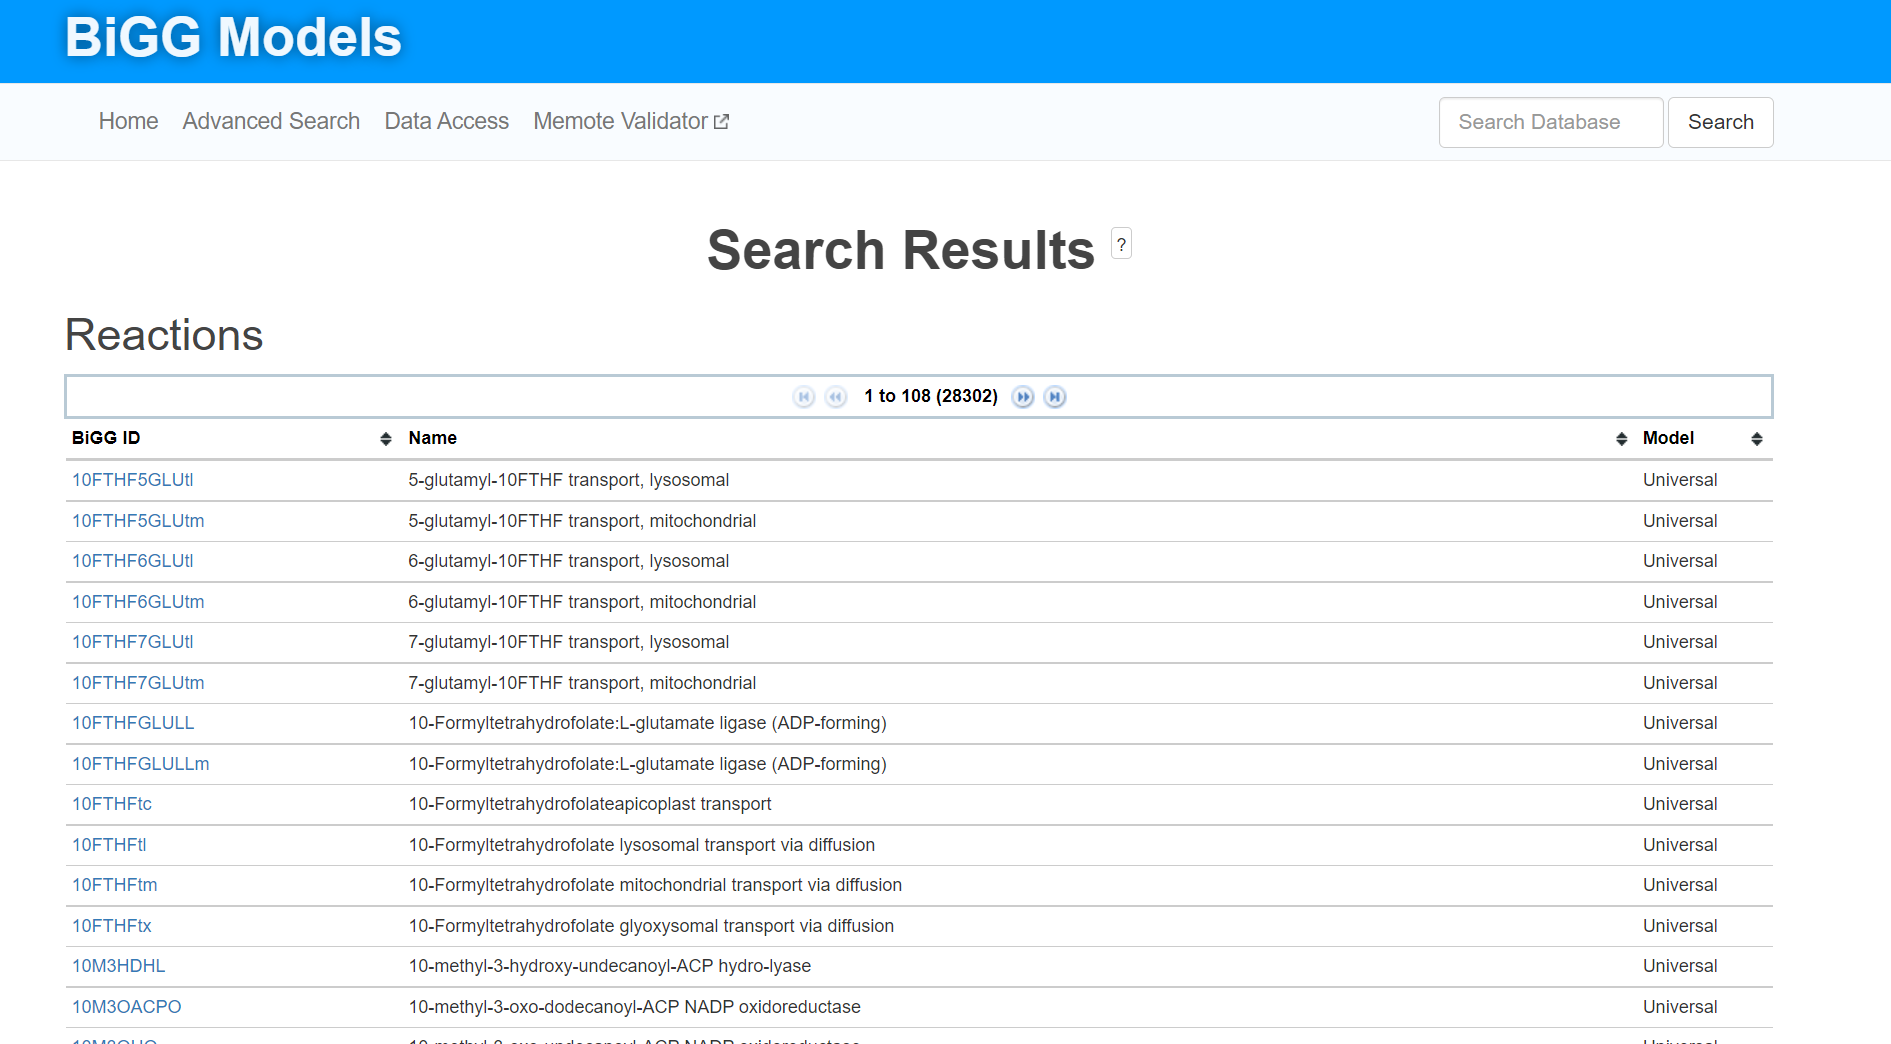 BiGG Models
Home Advanced Search Data Access Memote Validator Search Database Search
Search Results ?
Reactions
1 to 108 (28302)
BiGG ID Name Model
10FTHF5GLUtl 5-glutamyl-10FTHF transport, lysosomal Universal
10FTHF5GLUtm 5-glutamyl-10FTHF transport, mitochondrial Universal
10FTHF6GLUtl 6-glutamyl-10FTHF transport, lysosomal Universal
10FTHF6GLUtm 6-glutamyl-10FTHF transport, mitochondrial Universal
10FTHF7GLUtl 7-glutamyl-10FTHF transport, lysosomal Universal
10FTHF7GLUtm 7-glutamyl-10FTHF transport, mitochondrial Universal
10FTHFGLULL 10-Formyltetrahydrofolate:L-glutamate ligase (ADP-forming) Universal
10FTHFGLULLm 10-Formyltetrahydrofolate:L-glutamate ligase (ADP-forming) Universal
10FTHFtc 10-Formyltetrahydrofolateapicoplast transport Universal
10FTHFtl 10-Formyltetrahydrofolate lysosomal transport via diffusion Universal
10FTHFtm 10-Formyltetrahydrofolate mitochondrial transport via diffusion Universal
10FTHFtx 10-Formyltetrahydrofolate glyoxysomal transport via diffusion Universal
10M3HDHL 10-methyl-3-hydroxy-undecanoyl-ACP hydro-lyase Universal
10M3OACPO 10-methyl-3-oxo-dodecanoyl-ACP NADP oxidoreductase Universal